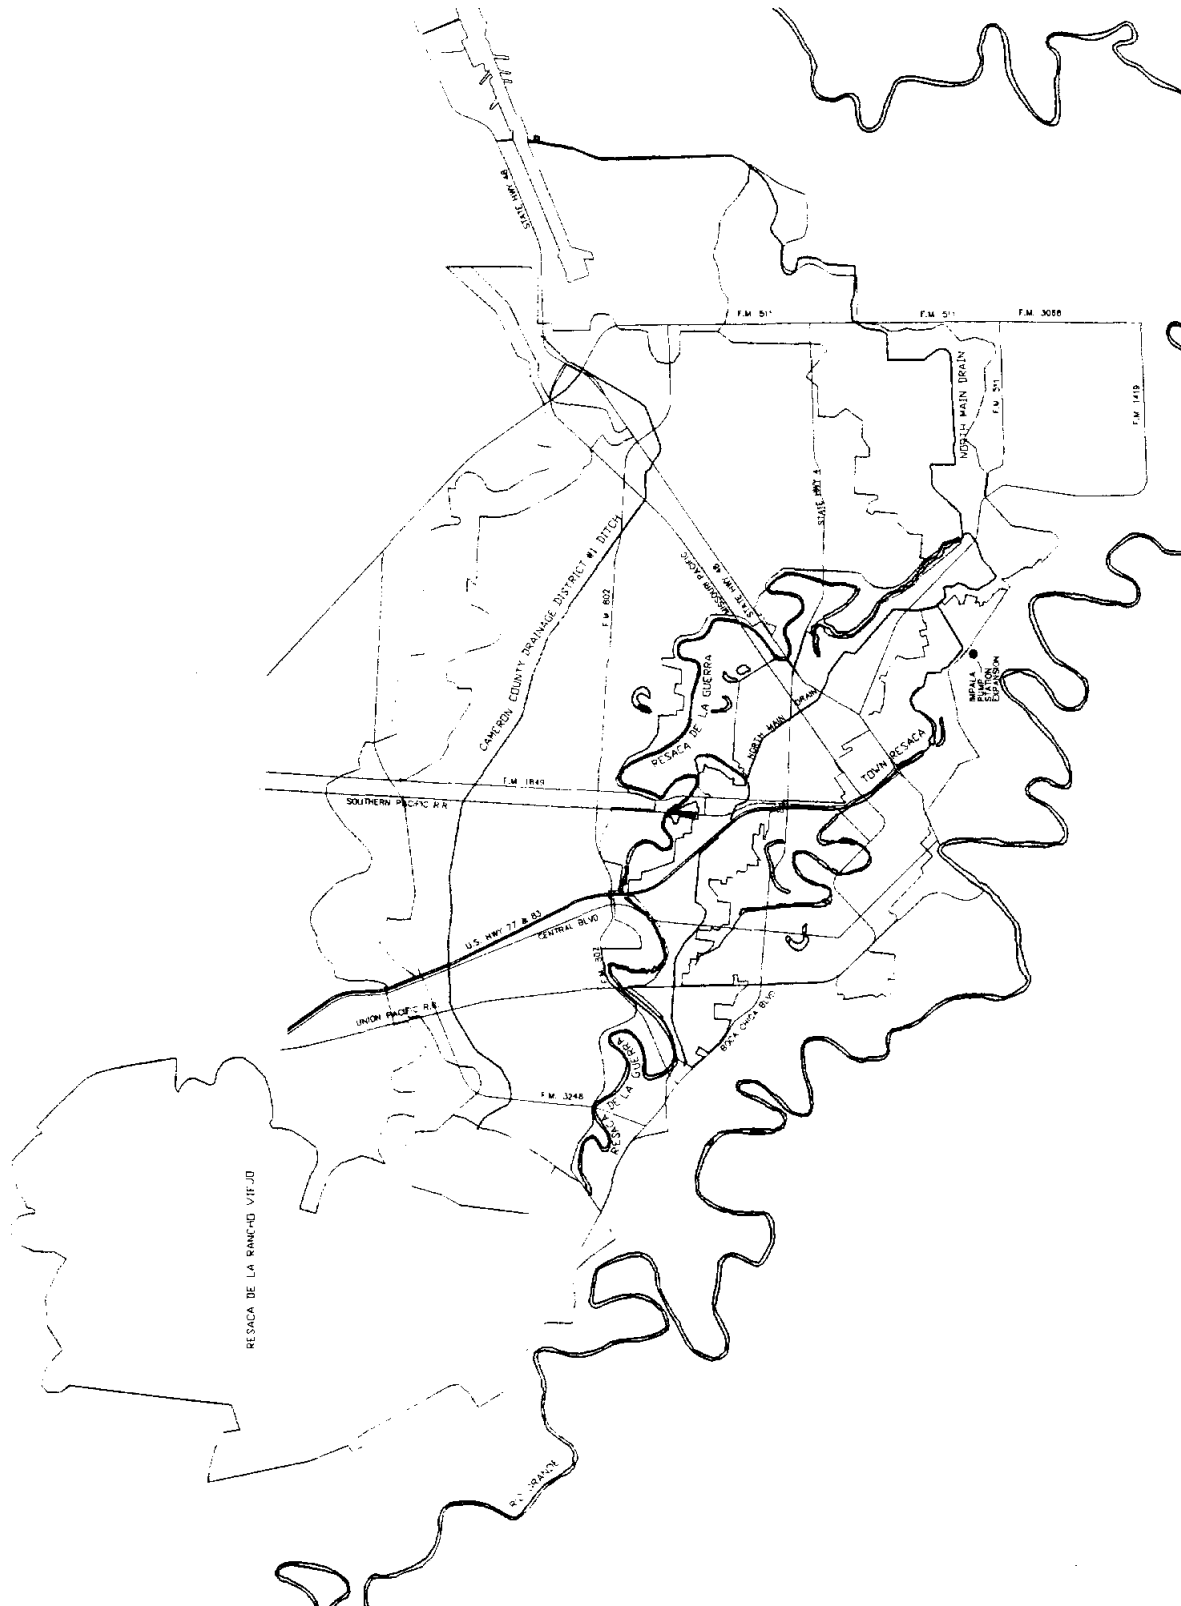 STATE HWY 48
F.M. 511
F.M. 511
F.M. 3068
NORTH MAIN DRAIN
F.M. 511
F.M. 1419
STATE HWY 4
CAMERON COUNTY DRAINAGE DISTRICT #1 DITCH
F.M. 802
MISSOURI PACIFIC
STATE HWY 48
RESACA DE LA GUERRA
NORTH MAIN DRAIN
IMPALA
PUMP
STATION
EXPANSION
TOWN RESACA
F.M. 1849
SOUTHERN PACIFIC R.R.
U.S. HWY 77 & 83
CENTRAL BLVD
F.M. 802
UNION PACIFIC R.R.
BOCA CHICA BLVD
RESACA DE LA GUERRA
F.M. 3248
RESACA DE LA RANCHO VIEJO
RIO GRANDE